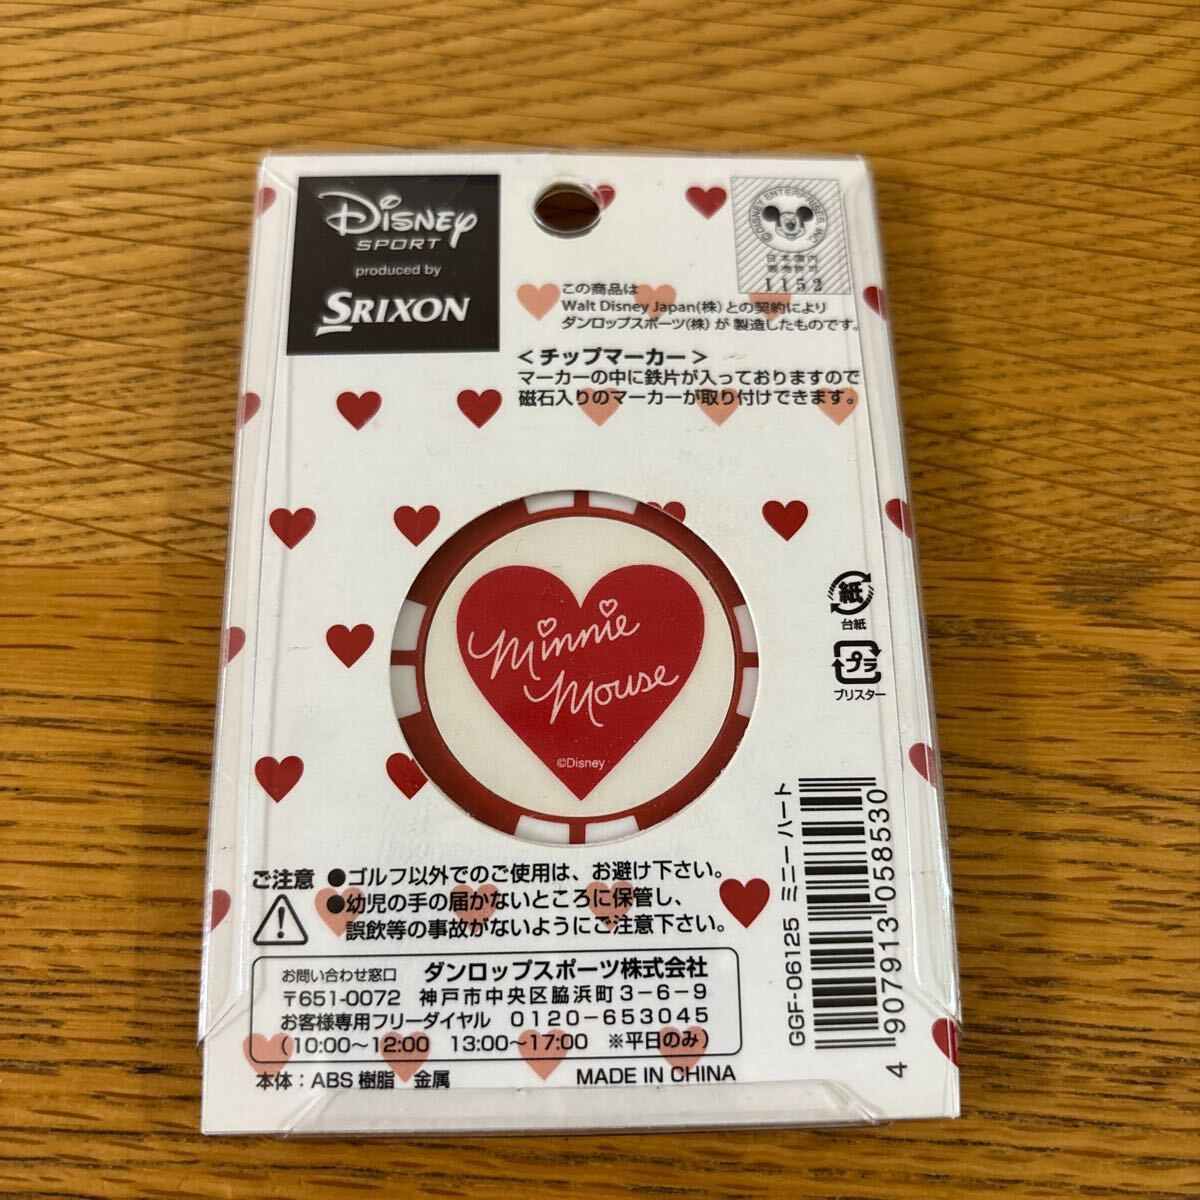 Disney
SPORT
produced by
SRIXON
©DISNEY ENTERPRISES, INC.
日本国内
販売許可
1152
この商品は
Walt Disney Japan(株)との契約により
ダンロップスポーツ(株)が製造したものです。
＜チップマーカー＞
マーカーの中に鉄片が入っておりますので
磁石入りのマーカーが取り付けできます。
Minnie
Mouse
©Disney
紙
台紙
プラ
ブリスター
ご注意 ●ゴルフ以外でのご使用は、お避け下さい。
●幼児の手の届かないところに保管し、
誤飲等の事故がないようにご注意下さい。
お問い合わせ窓口 ダンロップスポーツ株式会社
〒651-0072 神戸市中央区脇浜町3-6-9
お客様専用フリーダイヤル 0120-653045
(10:00～12:00 13:00～17:00 ※平日のみ)
本体：ABS樹脂 金属 MADE IN CHINA
GGF-06125 ミニーハート
4 907913 058530